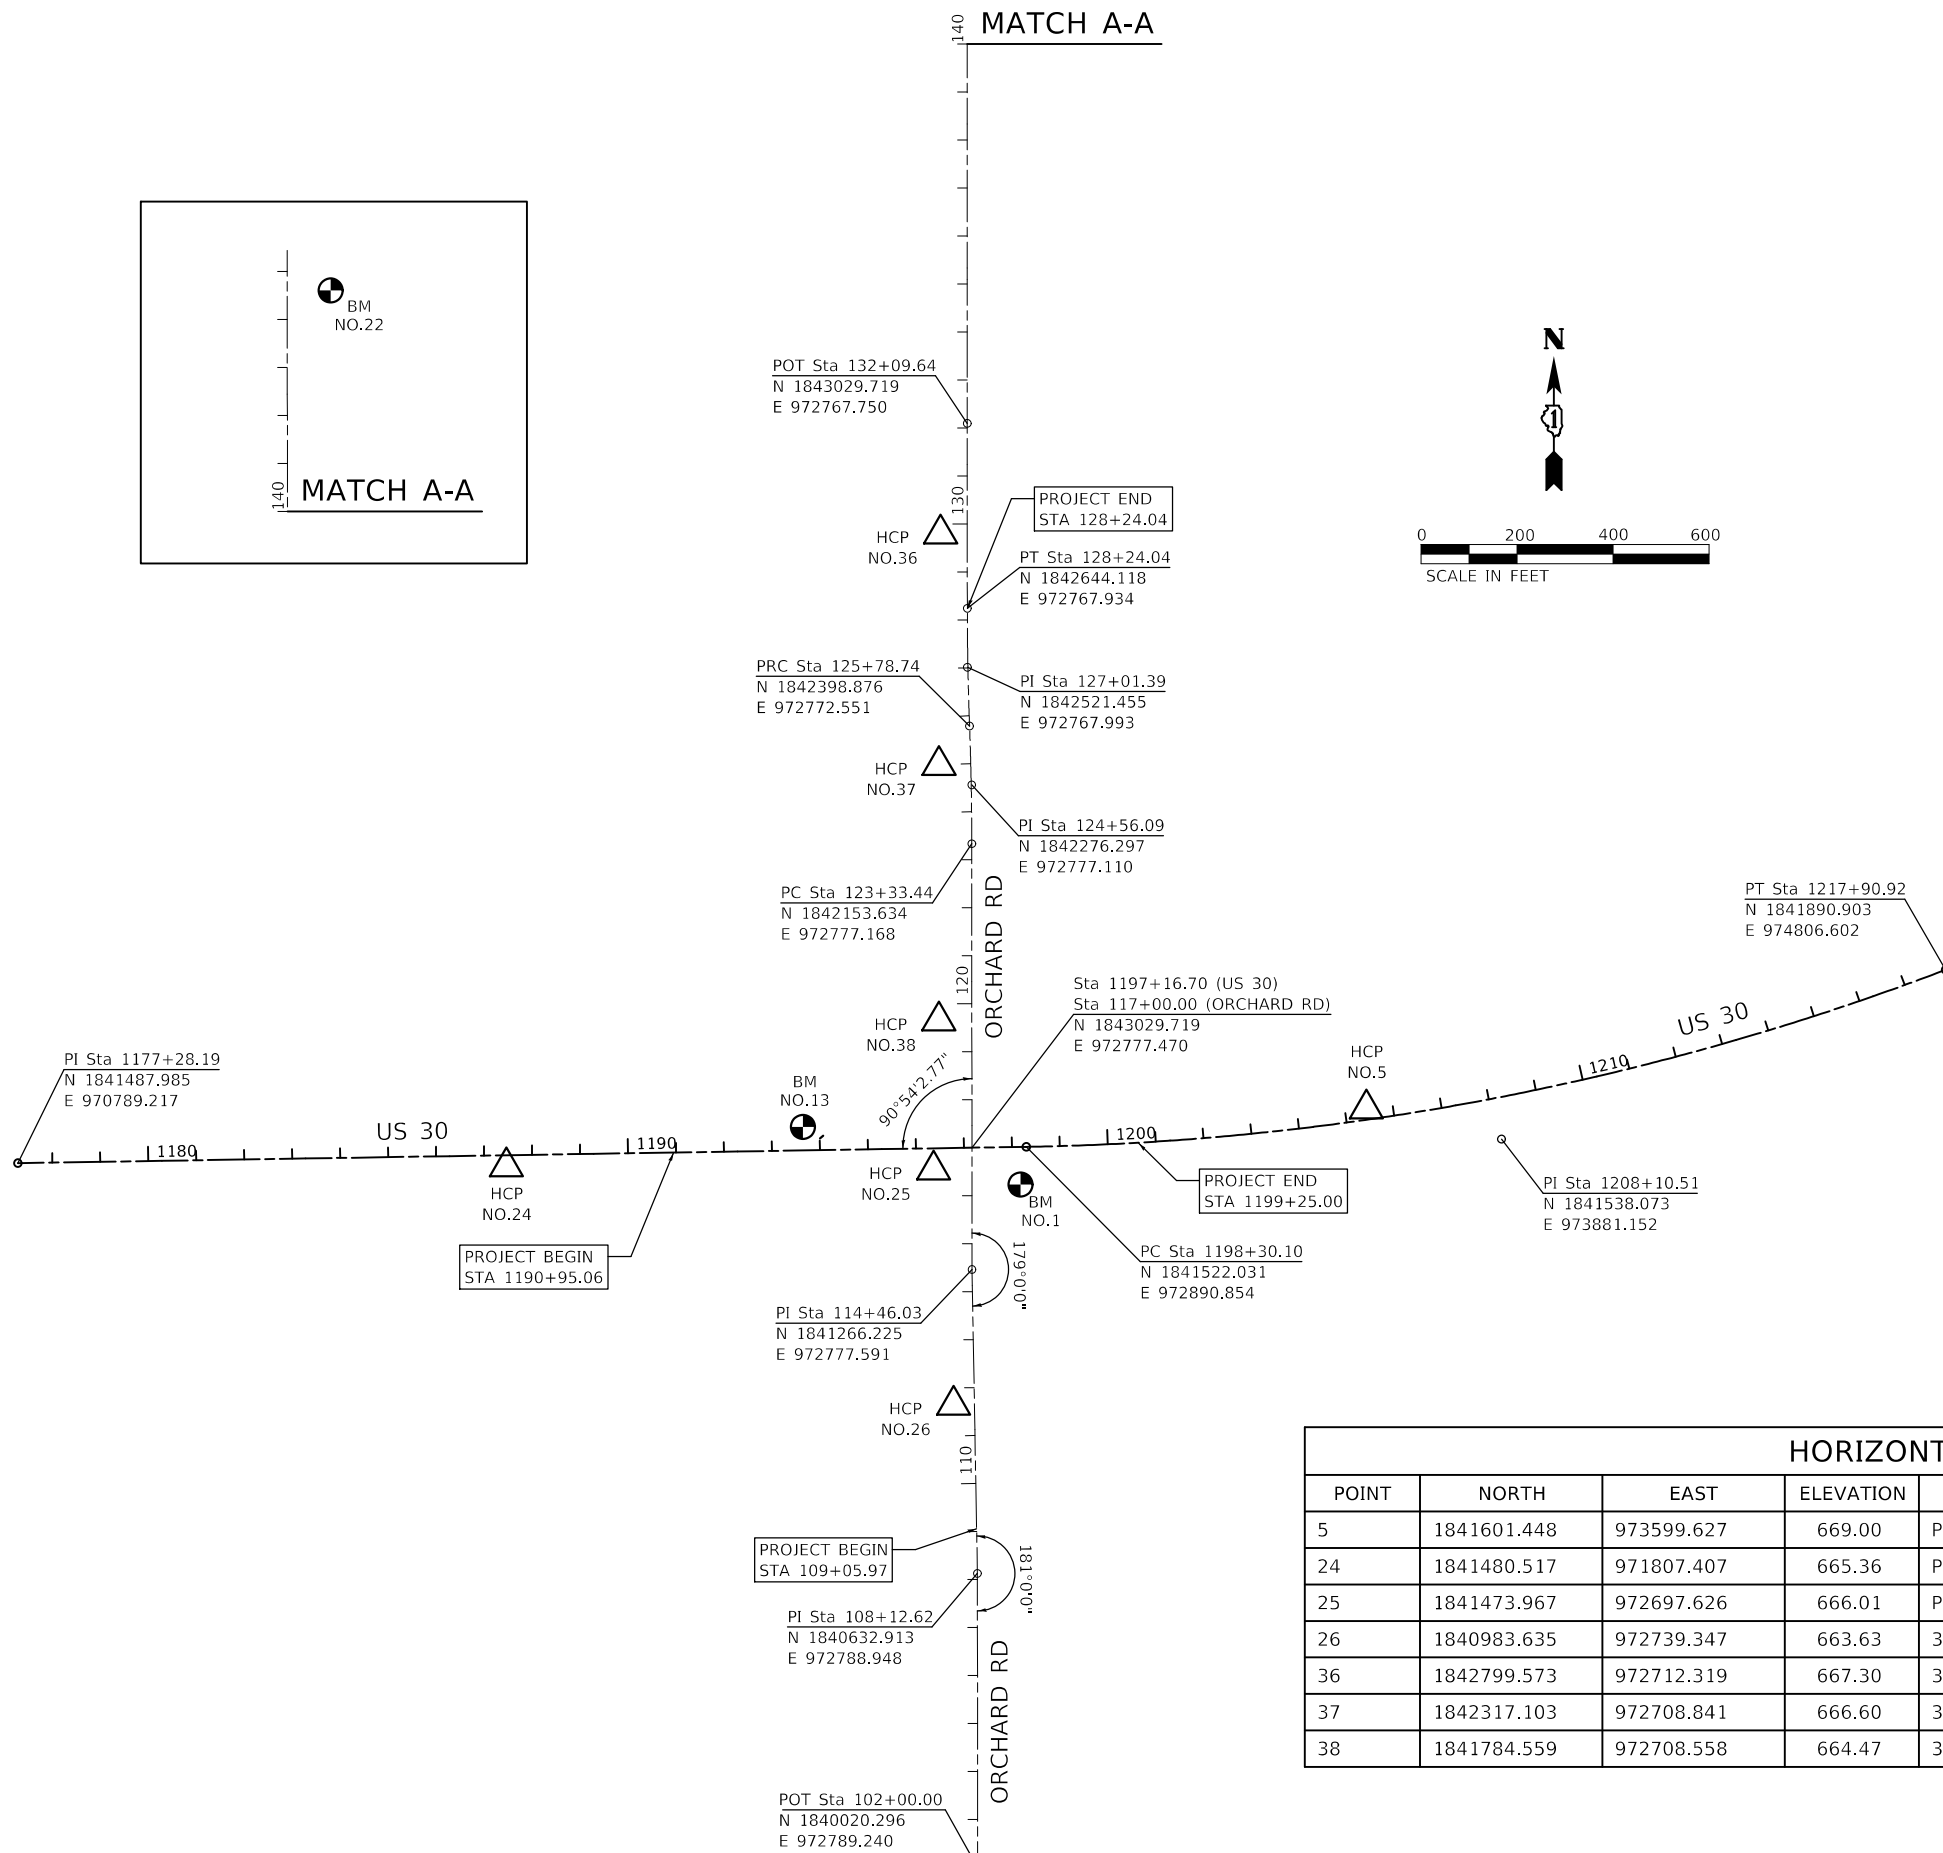 140
MATCH A-A
BM
NO.22
140
MATCH A-A
POT Sta 132+09.64
N 1843029.719
E 972767.750
N
1
130
PROJECT END
STA 128+24.04
HCP
NO.36
0 200 400 600
SCALE IN FEET
PT Sta 128+24.04
N 1842644.118
E 972767.934
PRC Sta 125+78.74
N 1842398.876
E 972772.551
PI Sta 127+01.39
N 1842521.455
E 972767.993
HCP
NO.37
PI Sta 124+56.09
N 1842276.297
E 972777.110
PC Sta 123+33.44
N 1842153.634
E 972777.168
ORCHARD RD
120
PT Sta 1217+90.92
N 1841890.903
E 974806.602
Sta 1197+16.70 (US 30)
Sta 117+00.00 (ORCHARD RD)
N 1843029.719
E 972777.470
HCP
NO.38
US 30
PI Sta 1177+28.19
N 1841487.985
E 970789.217
HCP
NO.5
1210
BM
NO.13
90°54'2.77"
US 30
1180
1190
1200
HCP
NO.24
HCP
NO.25
BM
NO.1
PROJECT END
STA 1199+25.00
PI Sta 1208+10.51
N 1841538.073
E 973881.152
PROJECT BEGIN
STA 1190+95.06
179°0'0"
PC Sta 1198+30.10
N 1841522.031
E 972890.854
PI Sta 114+46.03
N 1841266.225
E 972777.591
HCP
NO.26
110
PROJECT BEGIN
STA 109+05.97
181°0'0"
PI Sta 108+12.62
N 1840632.913
E 972788.948
ORCHARD RD
POT Sta 102+00.00
N 1840020.296
E 972789.240
HORIZONT
POINT NORTH EAST ELEVATION
5 1841601.448 973599.627 669.00 P
24 1841480.517 971807.407 665.36 P
25 1841473.967 972697.626 666.01 P
26 1840983.635 972739.347 663.63 3
36 1842799.573 972712.319 667.30 3
37 1842317.103 972708.841 666.60 3
38 1841784.559 972708.558 664.47 3